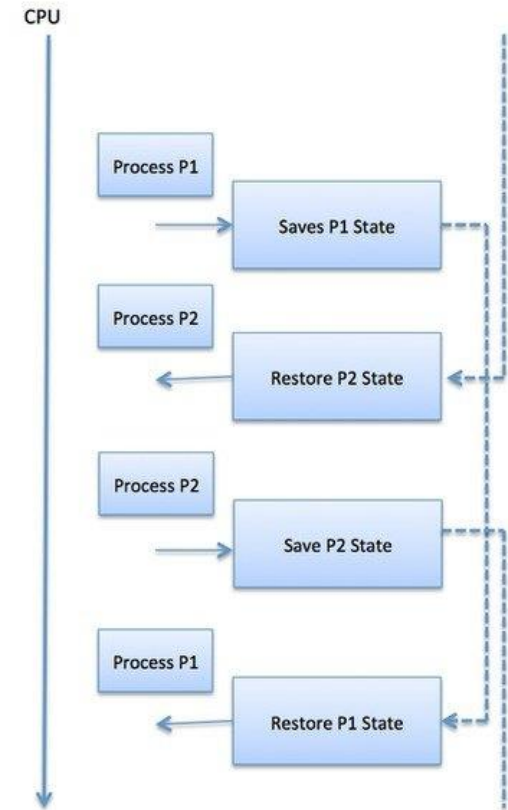 CPU
Process P1
Saves P1 State
Process P2
Restore P2 State
Process P2
Save P2 State
Process P1
Restore P1 State